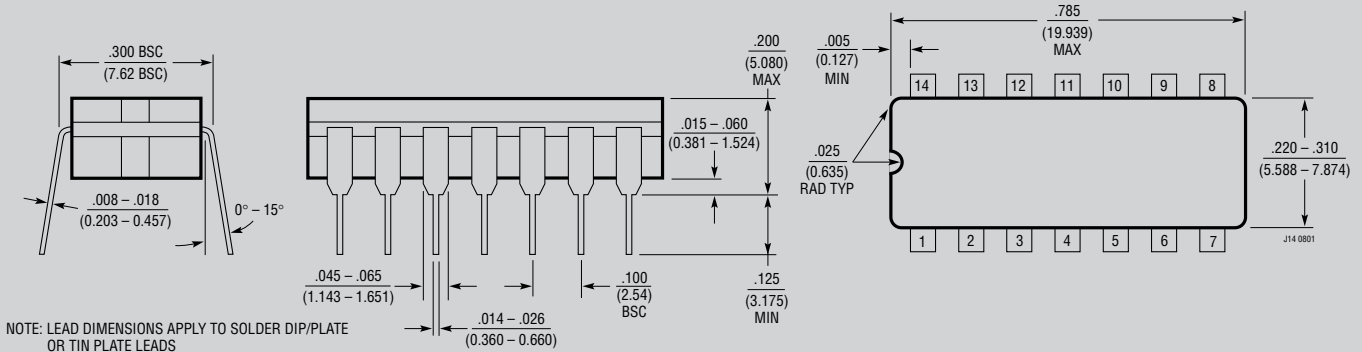 .300 BSC
(7.62 BSC)
.008 – .018
(0.203 – 0.457)
0° – 15°
.200
(5.080)
MAX
.015 – .060
(0.381 – 1.524)
.045 – .065
(1.143 – 1.651)
.100
(2.54)
BSC
.014 – .026
(0.360 – 0.660)
.125
(3.175)
MIN
.785
(19.939)
MAX
.005
(0.127)
MIN
14 13 12 11 10 9 8
.025
(0.635)
RAD TYP
.220 – .310
(5.588 – 7.874)
1 2 3 4 5 6 7
J14 0801
NOTE: LEAD DIMENSIONS APPLY TO SOLDER DIP/PLATE
OR TIN PLATE LEADS